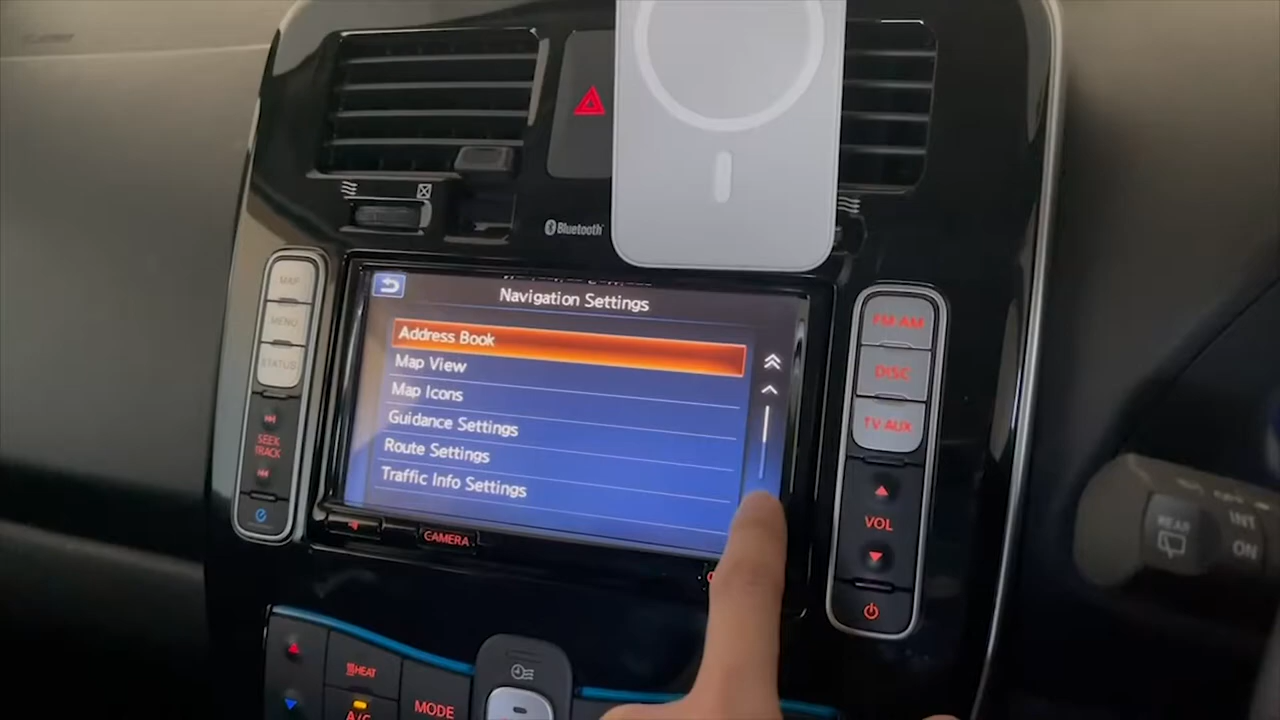 Bluetooth
MAP
MENU
STATUS
SEEK
TRACK
Navigation Settings
Address Book
Map View
Map Icons
Guidance Settings
Route Settings
Traffic Info Settings
CAMERA
FM AM
DISC
TV AUX
VOL
REAR
INT
ON
HEAT
A/C
MODE